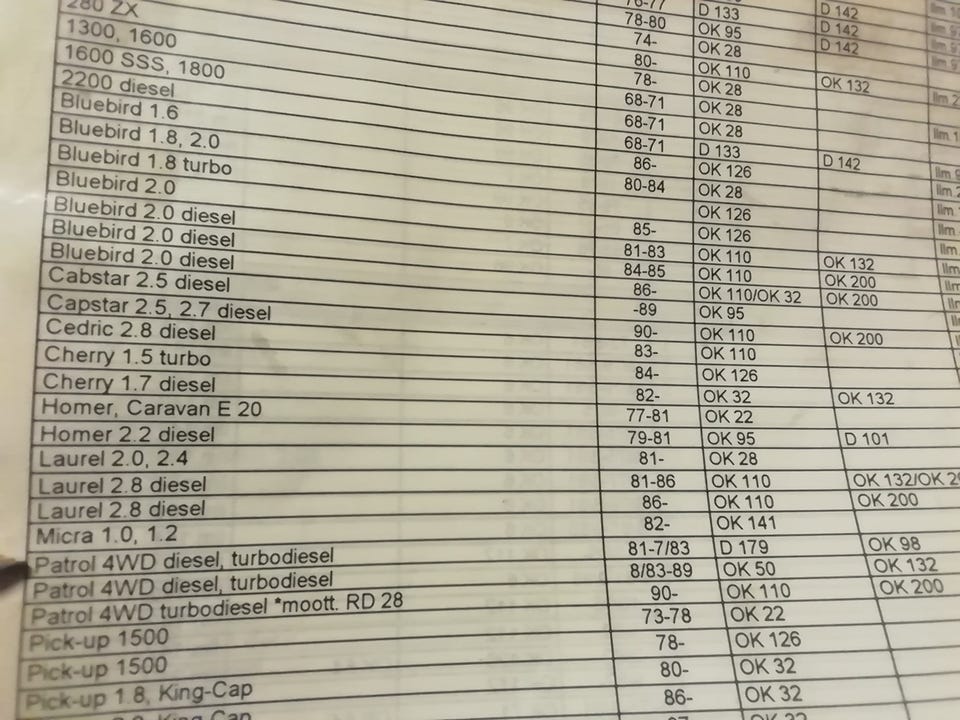 D 142
76-77 D 133 D 142
78-80 OK 95 D 142
74- OK 28
80- OK 110 OK 132
280 ZX 78- OK 28
1300, 1600 68-71 OK 28
1600 SSS, 1800 68-71 OK 28
2200 diesel 68-71 D 133 D 142
Bluebird 1.6 86- OK 126
Bluebird 1.8, 2.0 80-84 OK 28
Bluebird 1.8 turbo OK 126
Bluebird 2.0 85- OK 126
Bluebird 2.0 diesel 81-83 OK 110 OK 132
Bluebird 2.0 diesel 84-85 OK 110 OK 200
Bluebird 2.0 diesel 86- OK 110/OK 32 OK 200
Cabstar 2.5 diesel -89 OK 95
Capstar 2.5, 2.7 diesel 90- OK 110 OK 200
Cedric 2.8 diesel 83- OK 110
Cherry 1.5 turbo 84- OK 126
Cherry 1.7 diesel 82- OK 32 OK 132
Homer, Caravan E 20 77-81 OK 22
Homer 2.2 diesel 79-81 OK 95 D 101
Laurel 2.0, 2.4 81- OK 28
Laurel 2.8 diesel 81-86 OK 110 OK 132/OK
Laurel 2.8 diesel 86- OK 110 OK 200
Micra 1.0, 1.2 82- OK 141
Patrol 4WD diesel, turbodiesel 81-7/83 D 179 OK 98
Patrol 4WD diesel, turbodiesel 8/83-89 OK 50 OK 132
Patrol 4WD turbodiesel *moott. RD 28 90- OK 110 OK 200
Pick-up 1500 73-78 OK 22
Pick-up 1500 78- OK 126
Pick-up 1.8, King-Cap 80- OK 32
86- OK 32